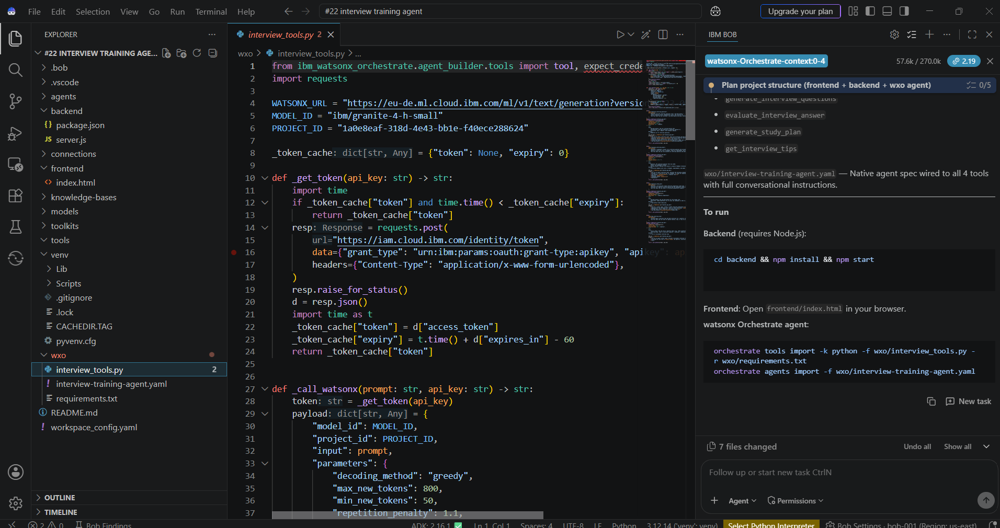 File Edit Selection View Go Run Terminal Help
#22 interview training agent
Upgrade your plan
EXPLORER
#22 INTERVIEW TRAINING AGE...
.bob
.vscode
agents
backend
{} package.json
JS server.js
connections
frontend
<> index.html
knowledge-bases
models
toolkits
tools
venv
Lib
Scripts
.gitignore
.lock
CACHEDIR.TAG
pyvenv.cfg
wxo
interview_tools.py 2
! interview-training-agent.yaml
requirements.txt
README.md
! workspace_config.yaml
OUTLINE
TIMELINE
interview_tools.py 2
wxo > interview_tools.py > ...
1 from ibm_watsonx_orchestrate.agent_builder.tools import tool, expect_crede
2 import requests
3
4 WATSONX_URL = "https://eu-de.ml.cloud.ibm.com/ml/v1/text/generation?versio
5 MODEL_ID = "ibm/granite-4-h-small"
6 PROJECT_ID = "1a0e8eaf-318d-4e43-bb1e-f40ece288624"
7
8 _token_cache: dict[str, Any] = {"token": None, "expiry": 0}
9
10 def _get_token(api_key: str) -> str:
11 import time
12 if _token_cache["token"] and time.time() < _token_cache["expiry"]:
13 return _token_cache["token"]
14 resp: Response = requests.post(
15 url="https://iam.cloud.ibm.com/identity/token",
16 data={"grant_type": "urn:ibm:params:oauth:grant-type:apikey", "apikey": ap
17 headers={"Content-Type": "application/x-www-form-urlencoded"},
18 )
19 resp.raise_for_status()
20 d = resp.json()
21 import time as t
22 _token_cache["token"] = d["access_token"]
23 _token_cache["expiry"] = t.time() + d["expires_in"] - 60
24 return _token_cache["token"]
25
26
27 def _call_watsonx(prompt: str, api_key: str) -> str:
28 token: str = _get_token(api_key)
29 payload: dict[str, Any] = {
30 "model_id": MODEL_ID,
31 "project_id": PROJECT_ID,
32 "input": prompt,
33 "parameters": {
34 "decoding_method": "greedy",
35 "max_new_tokens": 800,
36 "min_new_tokens": 50,
37 "repetition_penalty": 1.1,
IBM BOB
watsonx-Orchestrate-context:0-4 57.6k / 270.0k 2.19
Plan project structure (frontend + backend + wxo agent) 0/5
• generate_interview_questions
• evaluate_interview_answer
• generate_study_plan
• get_interview_tips
wxo/interview-training-agent.yaml — Native agent spec wired to all 4 tools
with full conversational instructions.
To run
Backend (requires Node.js):
cd backend && npm install && npm start
Frontend: Open frontend/index.html in your browser.
watsonx Orchestrate agent:
orchestrate tools import -k python -f wxo/interview_tools.py -
r wxo/requirements.txt
orchestrate agents import -f wxo/interview-training-agent.yaml
New task
7 files changed Undo all Show all
Follow up or start new task CtrlN
Agent Permissions
2 0 Bob Findings ADK: 2.16.1 Ln 1, Col 1 Spaces: 4 UTF-8 LF Python 3.12.14 ('venv': venv) Select Python Interpreter Bob Settings · bob-001 (Region: us-east)